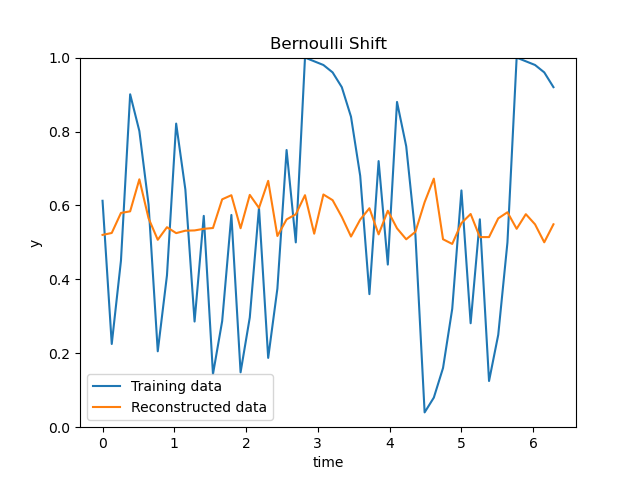 Bernoulli Shift
1.0
0.8
0.6
0.4
0.2
0.0
y
Training data
Reconstructed data
0 1 2 3 4 5 6
time